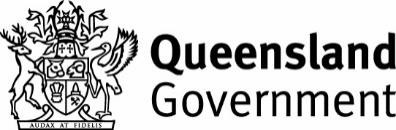 Queensland
Government
AUDAX AT FIDELIS